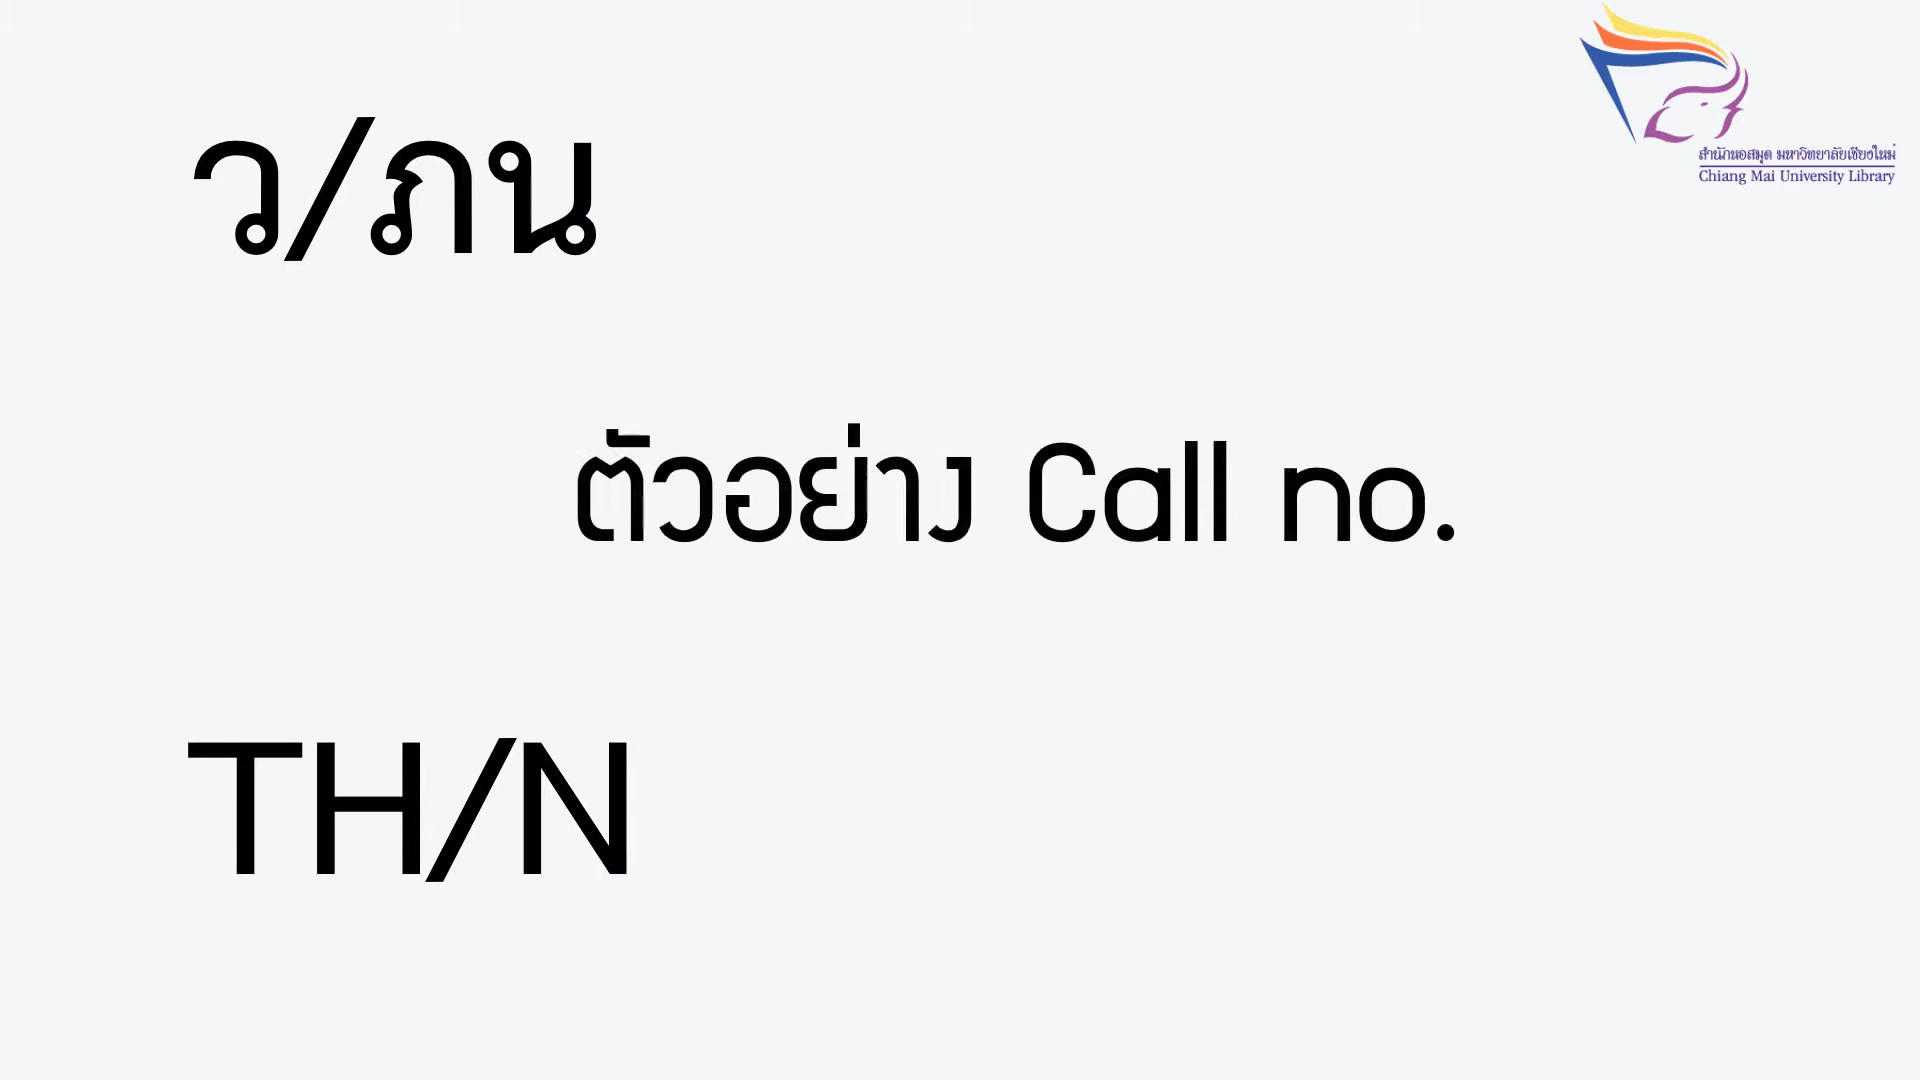 สำนักหอสมุด มหาวิทยาลัยเชียงใหม่
Chiang Mai University Library
ว/ภน
ตัวอย่าง Call no.
TH/N